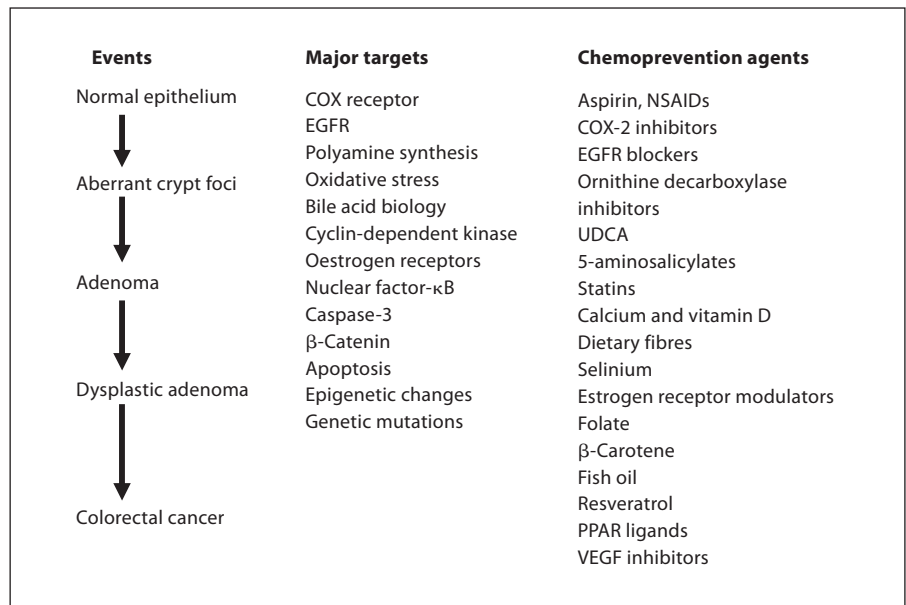 Events
Normal epithelium
Aberrant crypt foci
Adenoma
Dysplastic adenoma
Colorectal cancer
Major targets
COX receptor
EGFR
Polyamine synthesis
Oxidative stress
Bile acid biology
Cyclin-dependent kinase
Oestrogen receptors
Nuclear factor-κB
Caspase-3
β-Catenin
Apoptosis
Epigenetic changes
Genetic mutations
Chemoprevention agents
Aspirin, NSAIDs
COX-2 inhibitors
EGFR blockers
Ornithine decarboxylase
inhibitors
UDCA
5-aminosalicylates
Statins
Calcium and vitamin D
Dietary fibres
Selinium
Estrogen receptor modulators
Folate
β-Carotene
Fish oil
Resveratrol
PPAR ligands
VEGF inhibitors